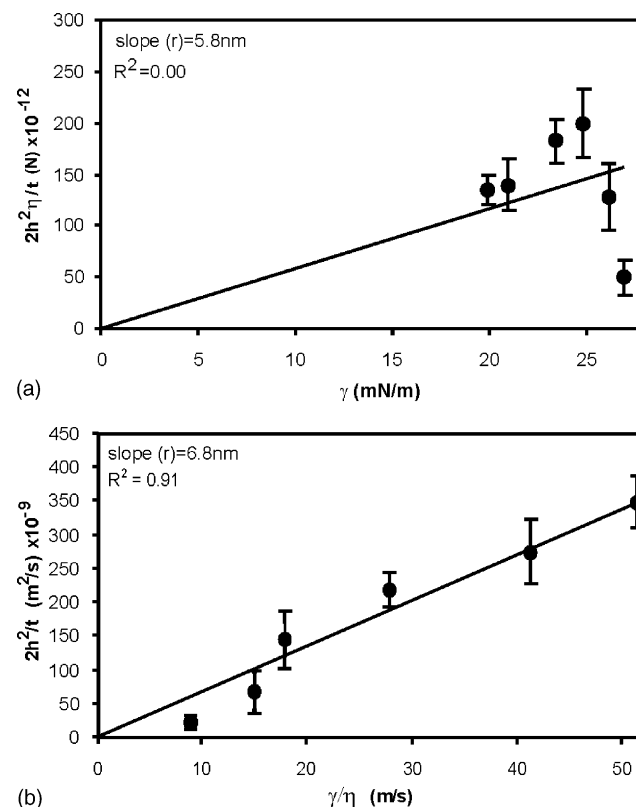 300
250
200
150
100
50
0
slope (r)=5.8nm
R²=0.00
2h²η/t (N) x10⁻¹²
0 5 10 15 20 25
(a) γ (mN/m)
450
400
350
300
250
200
150
100
50
0
slope (r)=6.8nm
R² = 0.91
2h²/t (m²/s) x10⁻⁹
0 10 20 30 40 50
(b) γ/η (m/s)